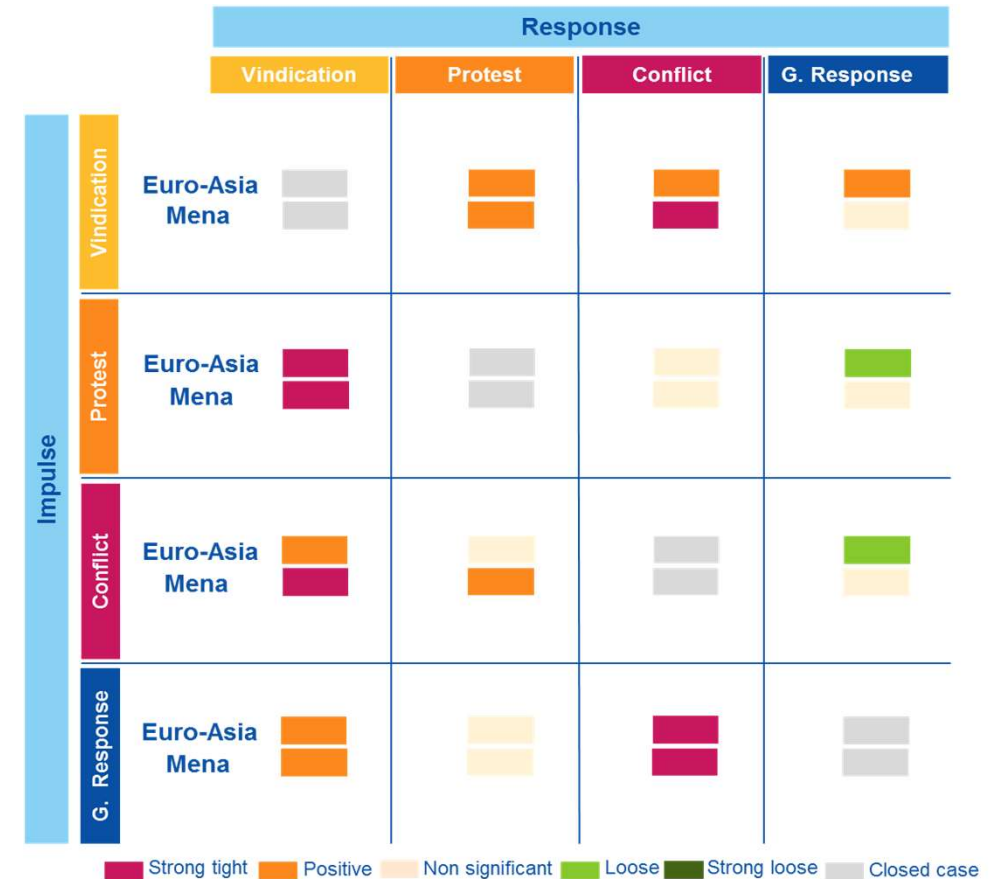 Response
Vindication Protest Conflict G. Response
Impulse
Vindication
Euro-Asia
Mena
Protest
Euro-Asia
Mena
Conflict
Euro-Asia
Mena
G. Response
Euro-Asia
Mena
Strong tight Positive Non significant Loose Strong loose Closed case